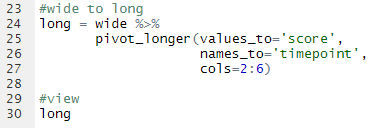 23 #wide to long
24 long = wide %>%
25 pivot_longer(values_to='score',
26 names_to='timepoint',
27 cols=2:6)
28
29 #view
30 long